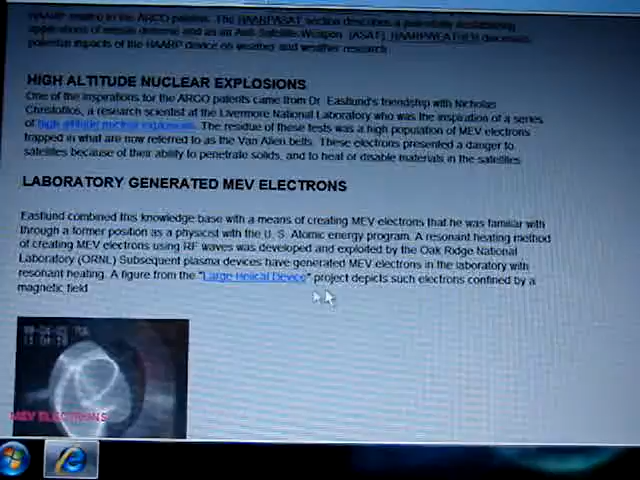 HAARP in the ARCO patents. The HAARP/ASAT section describes a potentially
applications of missile defense and as an Anti-Satellite Weapon. (ASAT). HAARP/WEATHER discusses
potential impacts of the HAARP device on weather and weather research.
HIGH ALTITUDE NUCLEAR EXPLOSIONS
One of the inspirations for the ARCO patents came from Dr. Eastlund's friendship with Nicholas
Christofilos, a research scientist at the Livermore National Laboratory who was the inspiration of a series
of high altitude nuclear explosions. The residue of these tests was a high population of MEV electrons
trapped in what are now referred to as the Van Allen belts. These electrons presented a danger to
satellites because of their ability to penetrate solids, and to heat or disable materials in the satellites
LABORATORY GENERATED MEV ELECTRONS
Eastlund combined this knowledge base with a means of creating MEV electrons that he was familiar with
through a former position as a physicist with the U. S. Atomic energy program. A resonant heating method
of creating MEV electrons using RF waves was developed and exploited by the Oak Ridge National
Laboratory (ORNL) Subsequent plasma devices have generated MEV electrons in the laboratory with
resonant heating. A figure from the "Large Helical Device" project depicts such electrons confined by a
magnetic field
MEV ELECTRONS